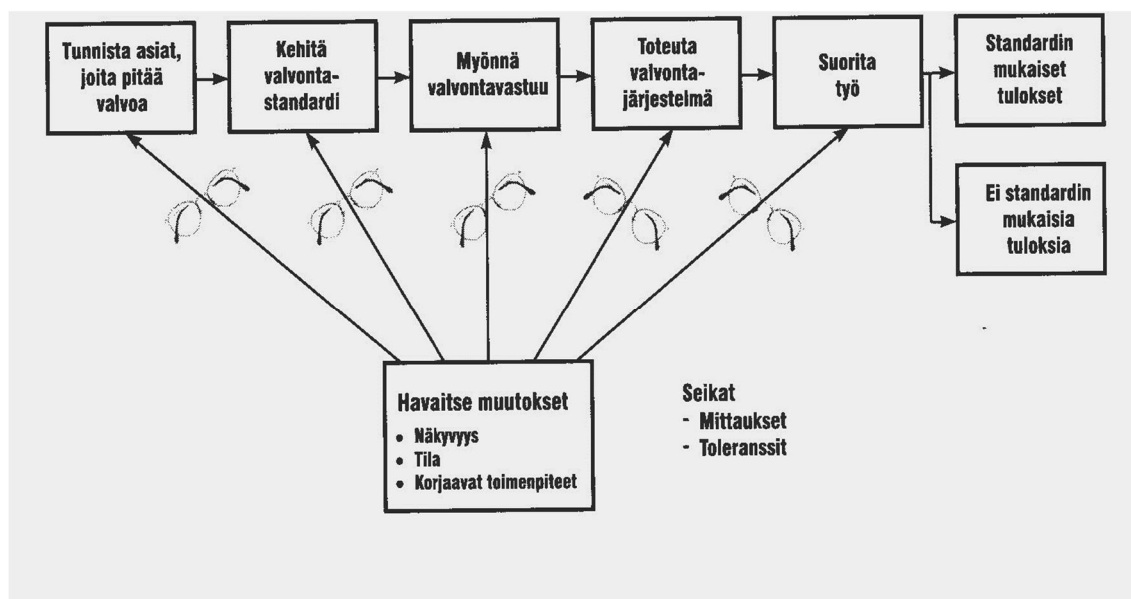 Tunnista asiat,
joita pitää
valvoa
Kehitä
valvonta-
standardi
Myönnä
valvontavastuu
Toteuta
valvonta-
järjestelmä
Suorita
työ
Standardin
mukaiset
tulokset
Ei standardin
mukaisia
tuloksia
Havaitse muutokset
• Näkyvyys
• Tila
• Korjaavat toimenpiteet
Seikat
- Mittaukset
- Toleranssit